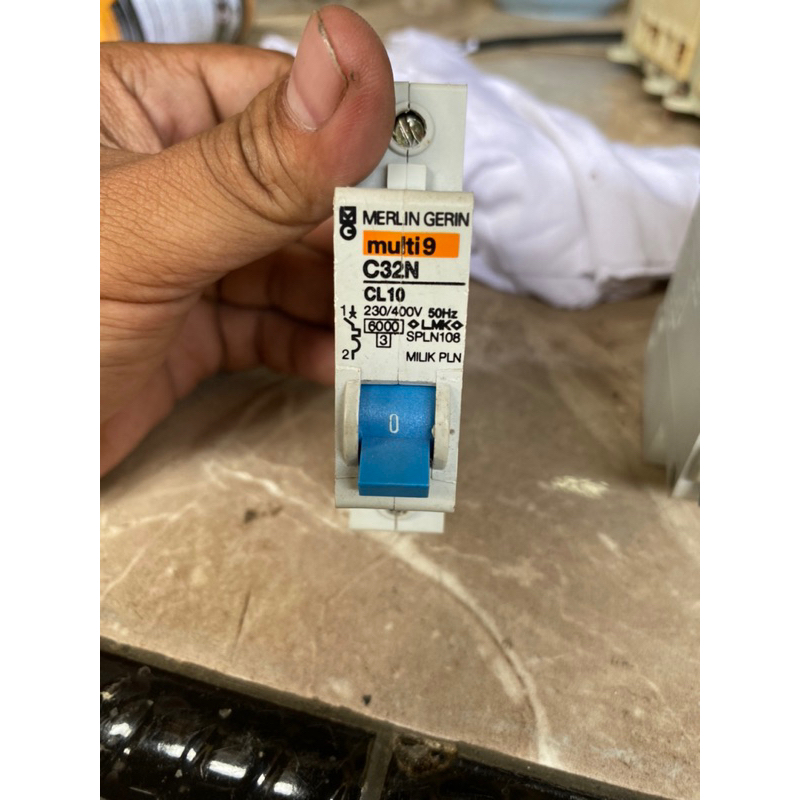 MERLIN GERIN
multi9
C32N
CL10
1 230/400V 50Hz
6000 LMK
3 SPLN108
2 MILIK PLN
0